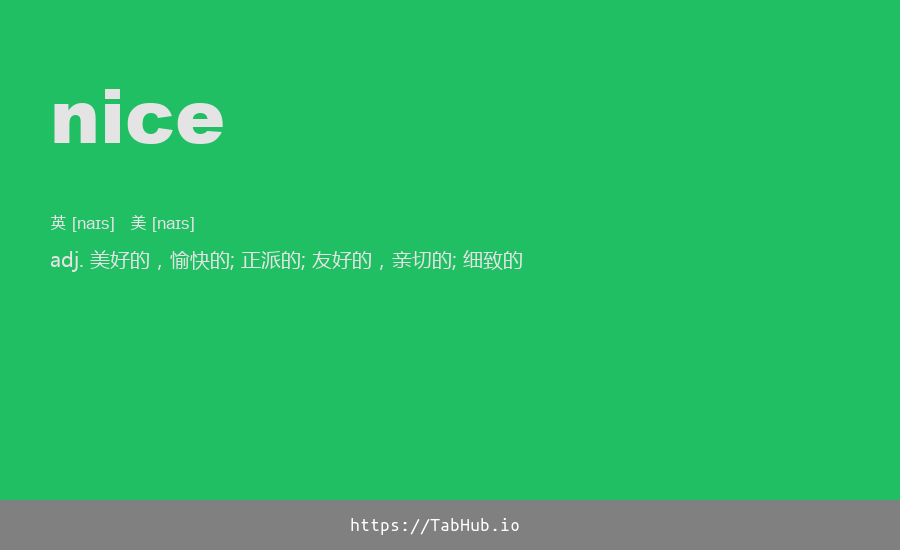 nice
英 [naɪs] 美 [naɪs]
adj. 美好的，愉快的; 正派的; 友好的，亲切的; 细致的
https://TabHub.io